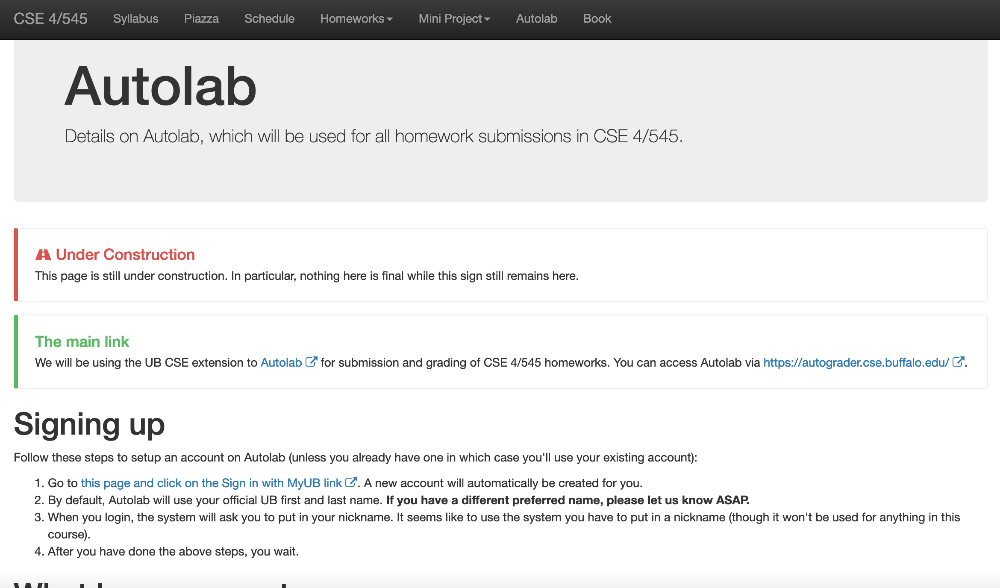 CSE 4/545 Syllabus Piazza Schedule Homeworks Mini Project Autolab Book
Autolab
Details on Autolab, which will be used for all homework submissions in CSE 4/545.
Under Construction
This page is still under construction. In particular, nothing here is final while this sign still remains here.
The main link
We will be using the UB CSE extension to Autolab for submission and grading of CSE 4/545 homeworks. You can access Autolab via https://autograder.cse.buffalo.edu/ .
Signing up
Follow these steps to setup an account on Autolab (unless you already have one in which case you'll use your existing account):
1. Go to this page and click on the Sign in with MyUB link . A new account will automatically be created for you.
2. By default, Autolab will use your official UB first and last name. If you have a different preferred name, please let us know ASAP.
3. When you login, the system will ask you to put in your nickname. It seems like to use the system you have to put in a nickname (though it won't be used for anything in this
course).
4. After you have done the above steps, you wait.